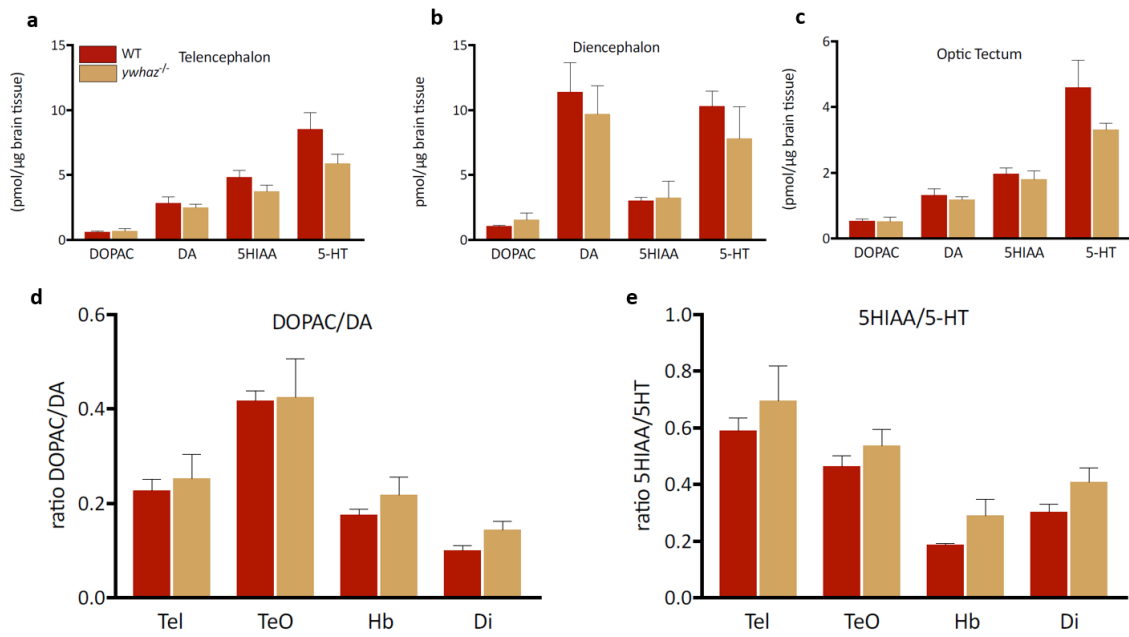 a
Telencephalon
WT
ywhaz-/-
(pmol/µg brain tissue)
15
10
5
0
DOPAC DA 5HIAA 5-HT
b
Diencephalon
pmol/µg brain tissue)
15
10
5
0
DOPAC DA 5HIAA 5-HT
c
Optic Tectum
(pmol/µg brain tissue)
6
4
2
0
DOPAC DA 5HIAA 5-HT
d
DOPAC/DA
ratio DOPAC/DA
0.6
0.4
0.2
0.0
Tel TeO Hb Di
e
5HIAA/5-HT
ratio 5HIAA/5HT
1.0
0.8
0.6
0.4
0.2
0.0
Tel TeO Hb Di